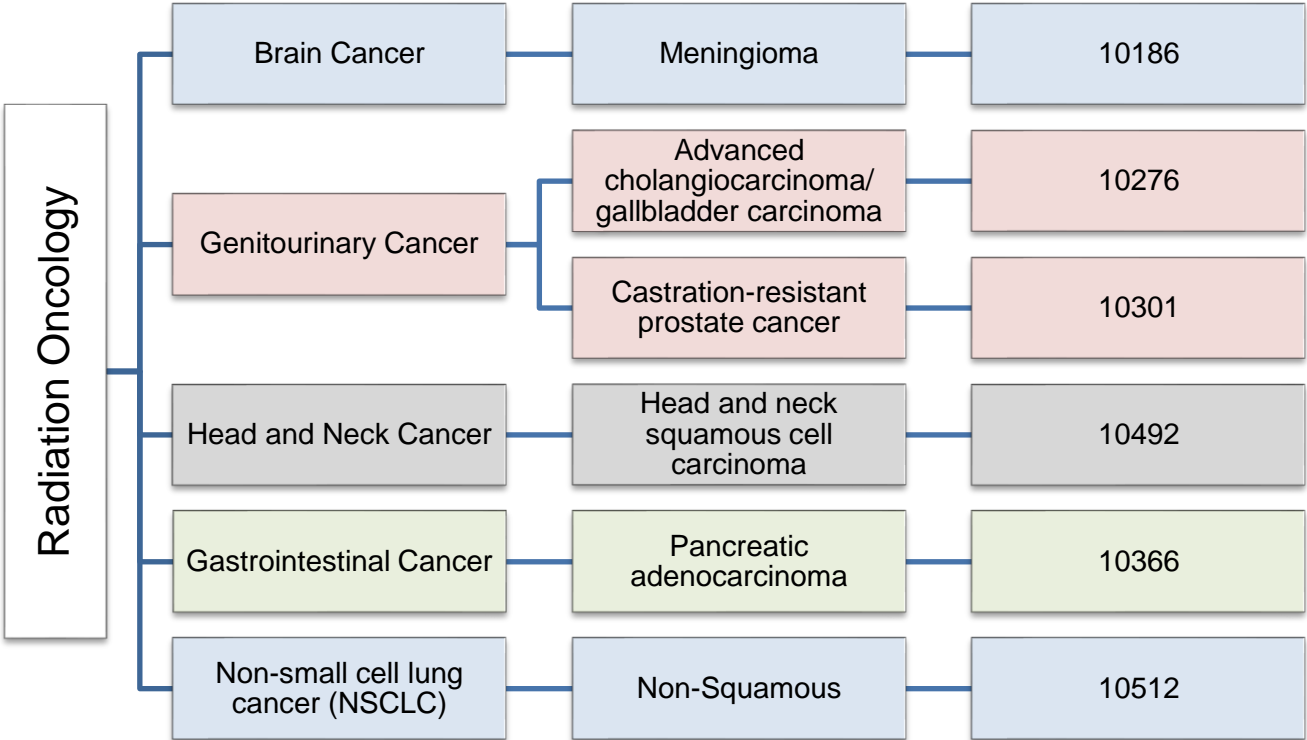 Radiation Oncology
Brain Cancer
Meningioma
10186
Genitourinary Cancer
Advanced
cholangiocarcinoma/
gallbladder carcinoma
10276
Castration-resistant
prostate cancer
10301
Head and Neck Cancer
Head and neck
squamous cell
carcinoma
10492
Gastrointestinal Cancer
Pancreatic
adenocarcinoma
10366
Non-small cell lung
cancer (NSCLC)
Non-Squamous
10512